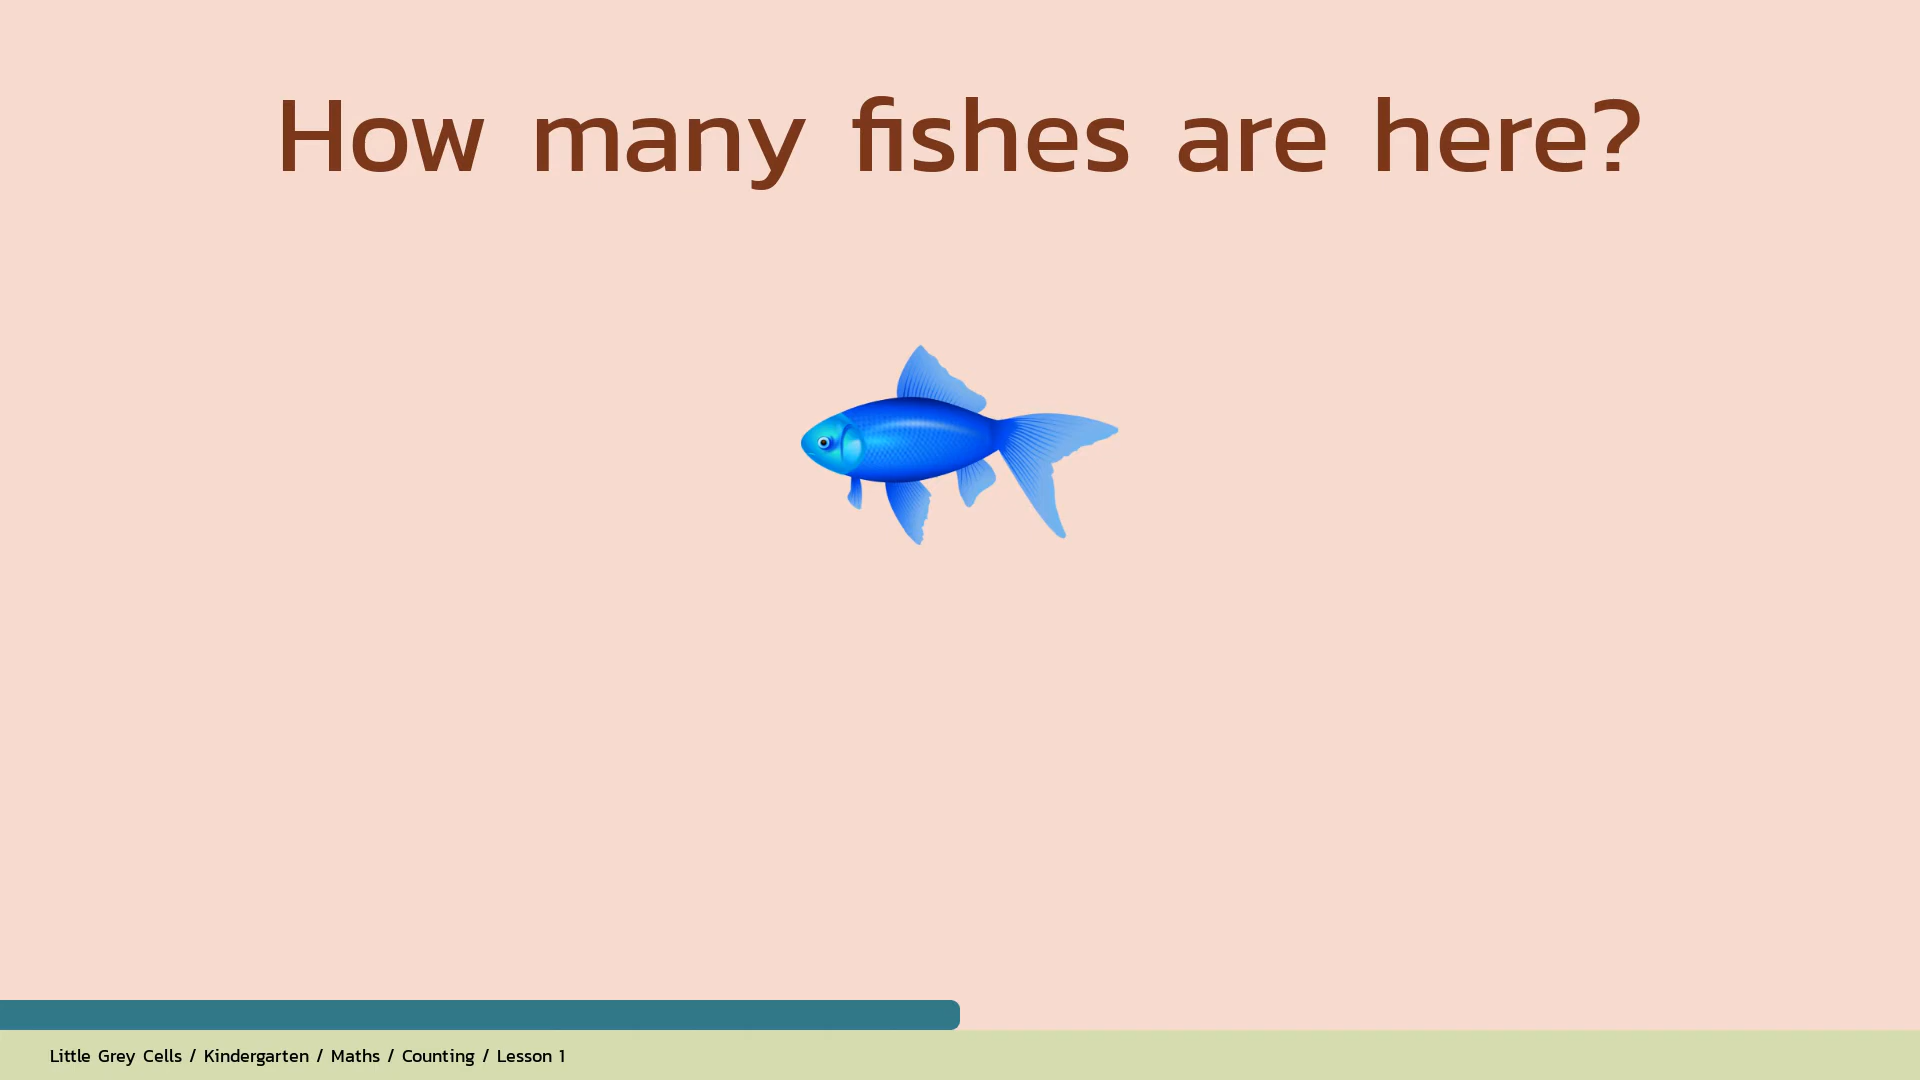 How many fishes are here?
Little Grey Cells / Kindergarten / Maths / Counting / Lesson 1